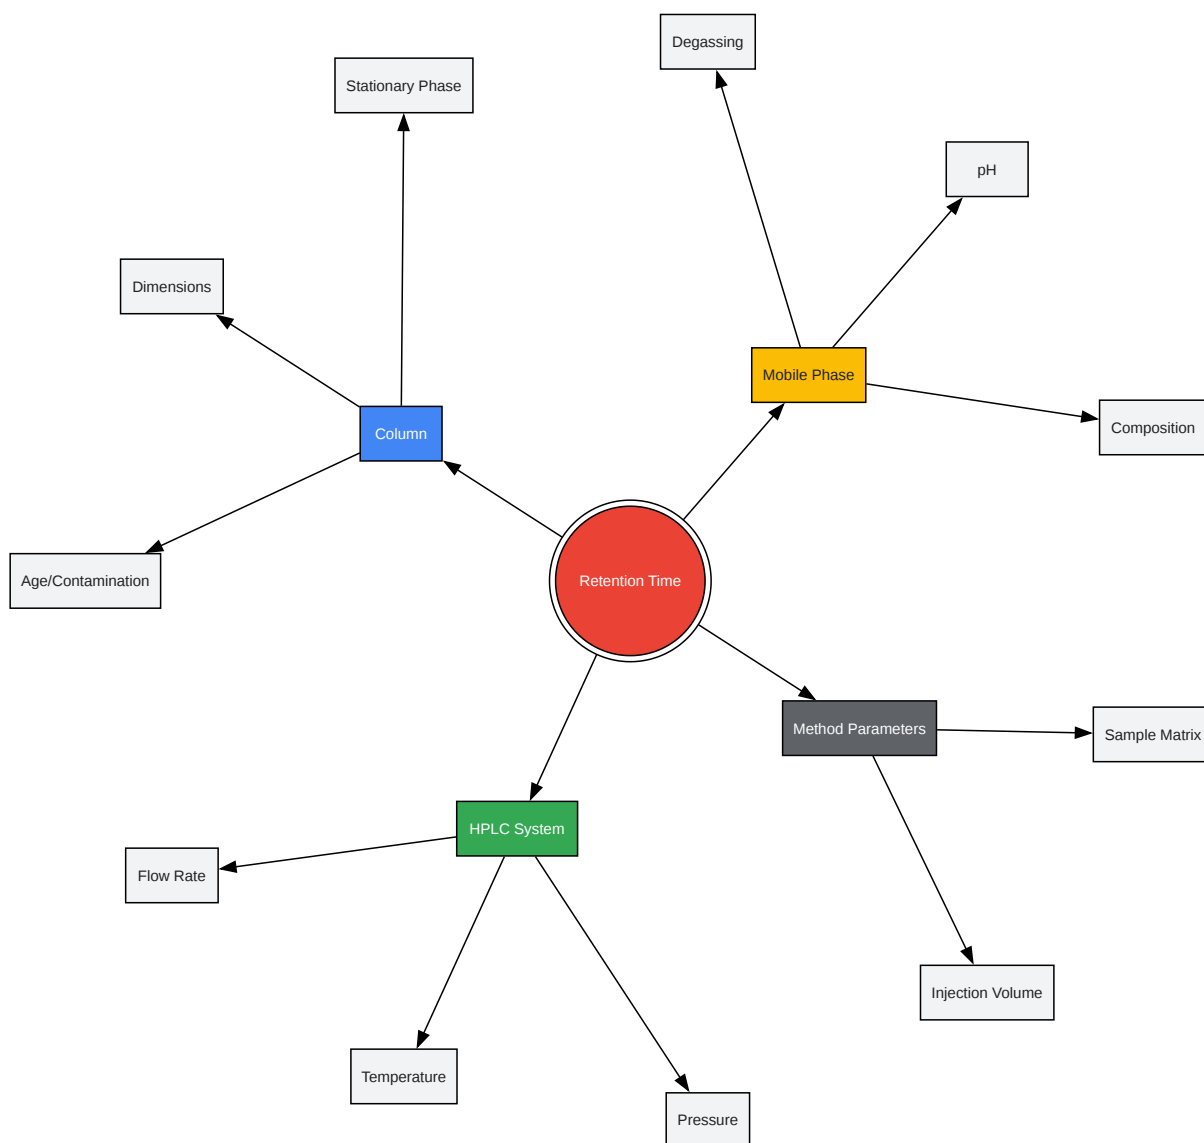 Degassing
Stationary Phase
pH
Dimensions
Mobile Phase
Composition
Column
Age/Contamination
Retention Time
Method Parameters
Sample Matrix
HPLC System
Flow Rate
Injection Volume
Temperature
Pressure